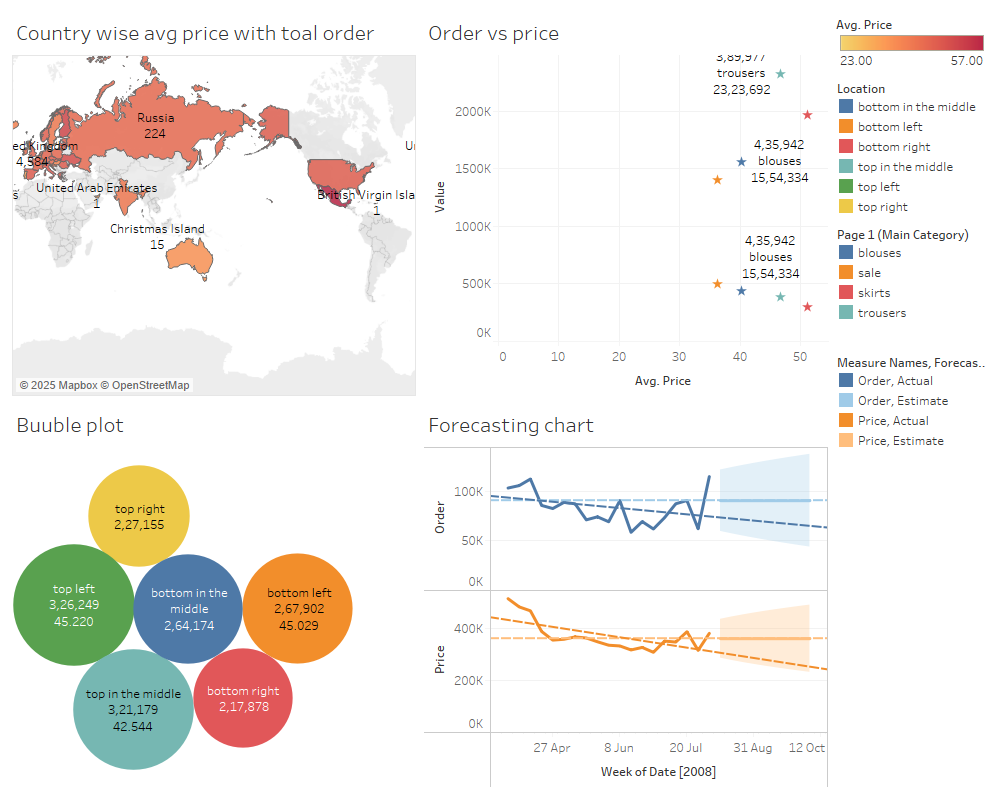 Country wise avg price with toal order
Russia
224
ed Kingdom
4,584
United Arab Emirates
1
British Virgin Isla
1
Christmas Island
15
© 2025 Mapbox © OpenStreetMap
Order vs price
3,89,977
trousers
23,23,692
4,35,942
blouses
15,54,334
4,35,942
blouses
15,54,334
Value
2000K
1500K
1000K
500K
0K
0 10 20 30 40 50
Avg. Price
Avg. Price
23.00 57.00
Location
bottom in the middle
bottom left
bottom right
top in the middle
top left
top right
Page 1 (Main Category)
blouses
sale
skirts
trousers
Measure Names, Forecas..
Order, Actual
Order, Estimate
Price, Actual
Price, Estimate
Buuble plot
top right
2,27,155
top left
3,26,249
45.220
bottom in the
middle
2,64,174
bottom left
2,67,902
45.029
top in the middle
3,21,179
42.544
bottom right
2,17,878
Forecasting chart
Order
100K
50K
0K
Price
400K
200K
0K
27 Apr 8 Jun 20 Jul 31 Aug 12 Oct
Week of Date [2008]